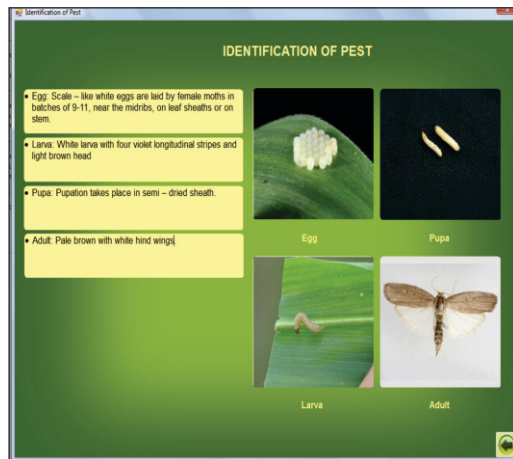 Identification of Pest
IDENTIFICATION OF PEST
• Egg: Scale – like white eggs are laid by female moths in
batches of 9-11, near the midribs, on leaf sheaths or on
stem.
• Larva: White larva with four violet longitudinal stripes and
light brown head
• Pupa: Pupation takes place in semi – dried sheath.
• Adult: Pale brown with white hind wings
Egg
Pupa
Larva
Adult